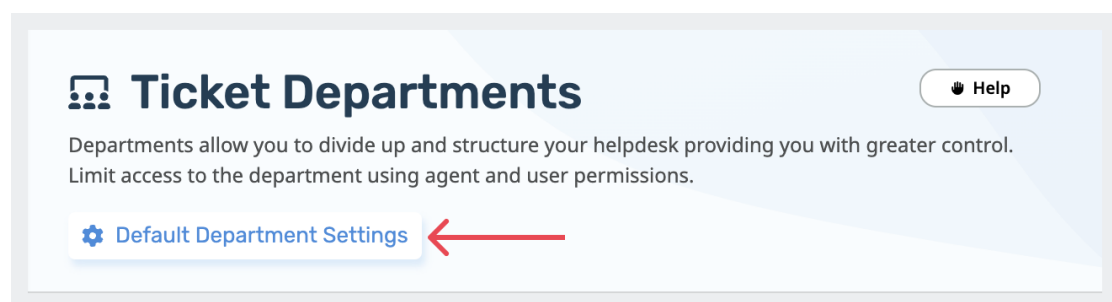 Ticket Departments
Help
Departments allow you to divide up and structure your helpdesk providing you with greater control.
Limit access to the department using agent and user permissions.
Default Department Settings